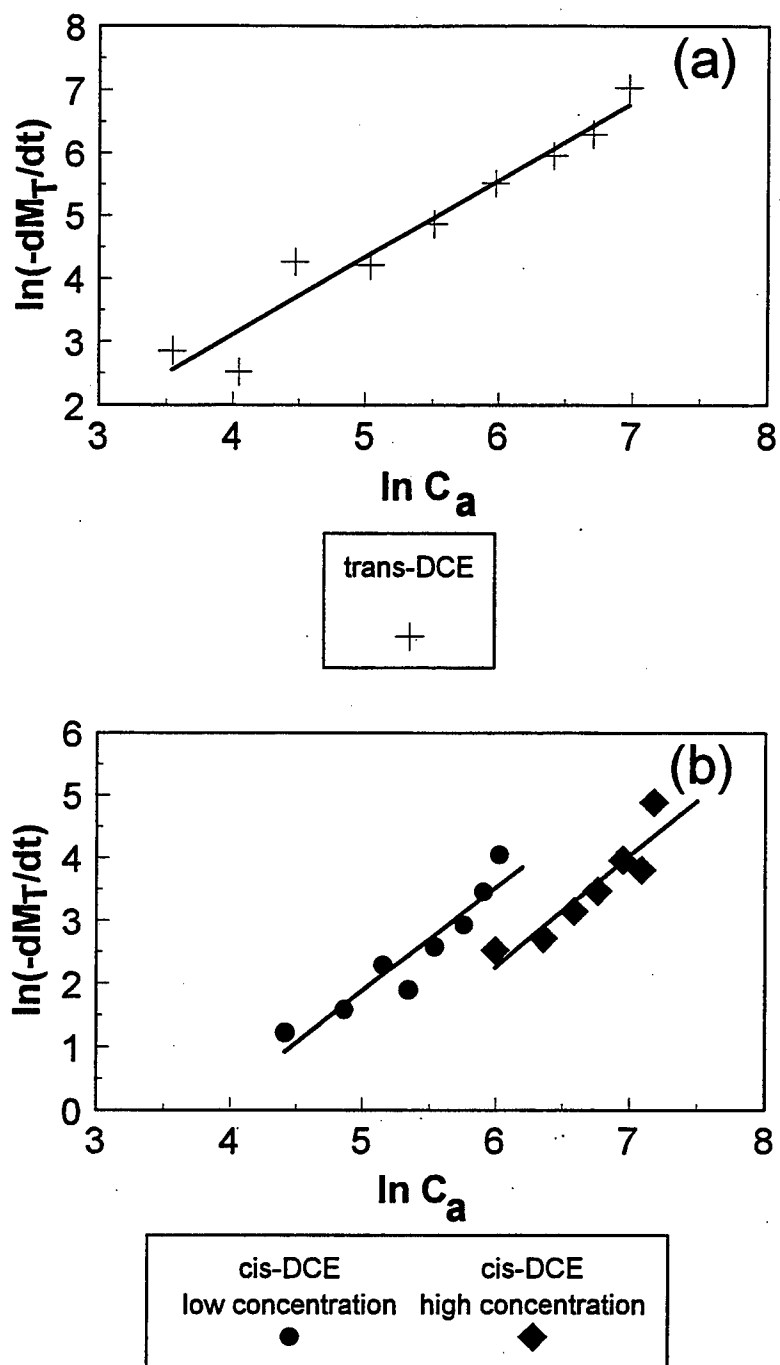 (a)
ln(-dMT/dt)
8
7
6
5
4
3
2
3 4 5 6 7 8
ln Ca
trans-DCE
(b)
ln(-dMT/dt)
6
5
4
3
2
1
0
3 4 5 6 7 8
ln Ca
cis-DCE cis-DCE
low concentration high concentration